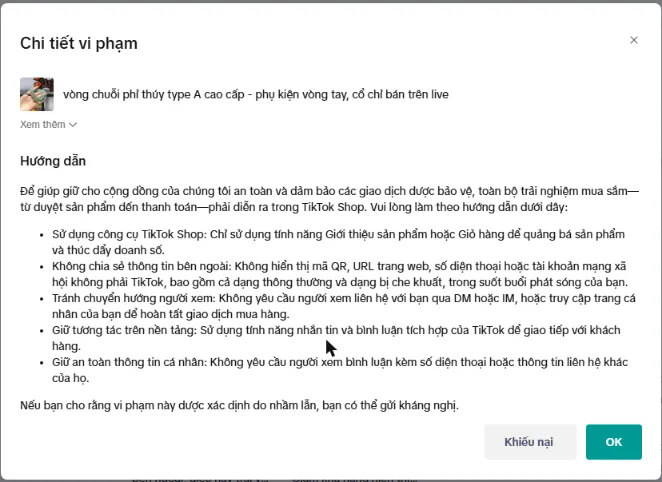 Chi tiết vi phạm
vòng chuỗi phỉ thúy type A cao cấp - phụ kiện vòng tay, cổ chỉ bán trên live
Xem thêm
Hướng dẫn
Để giúp giữ cho cộng đồng của chúng tôi an toàn và đảm bảo các giao dịch được bảo vệ, toàn bộ trải nghiệm mua sắm—
từ duyệt sản phẩm đến thanh toán—phải diễn ra trong TikTok Shop. Vui lòng làm theo hướng dẫn dưới đây:
• Sử dụng công cụ TikTok Shop: Chỉ sử dụng tính năng Giới thiệu sản phẩm hoặc Giỏ hàng để quảng bá sản phẩm
và thúc đẩy doanh số.
• Không chia sẻ thông tin bên ngoài: Không hiển thị mã QR, URL trang web, số điện thoại hoặc tài khoản mạng xã
hội không phải TikTok, bao gồm cả dạng thông thường và dạng bị che khuất, trong suốt buổi phát sóng của bạn.
• Tránh chuyển hướng người xem: Không yêu cầu người xem liên hệ với bạn qua DM hoặc IM, hoặc truy cập trang cá
nhân của bạn để hoàn tất giao dịch mua hàng.
• Giữ tương tác trên nền tảng: Sử dụng tính năng nhắn tin và bình luận tích hợp của TikTok để giao tiếp với khách
hàng.
• Giữ an toàn thông tin cá nhân: Không yêu cầu người xem bình luận kèm số điện thoại hoặc thông tin liên hệ khác
của họ.
Nếu bạn cho rằng vi phạm này được xác định do nhầm lẫn, bạn có thể gửi kháng nghị.
Khiếu nại
OK